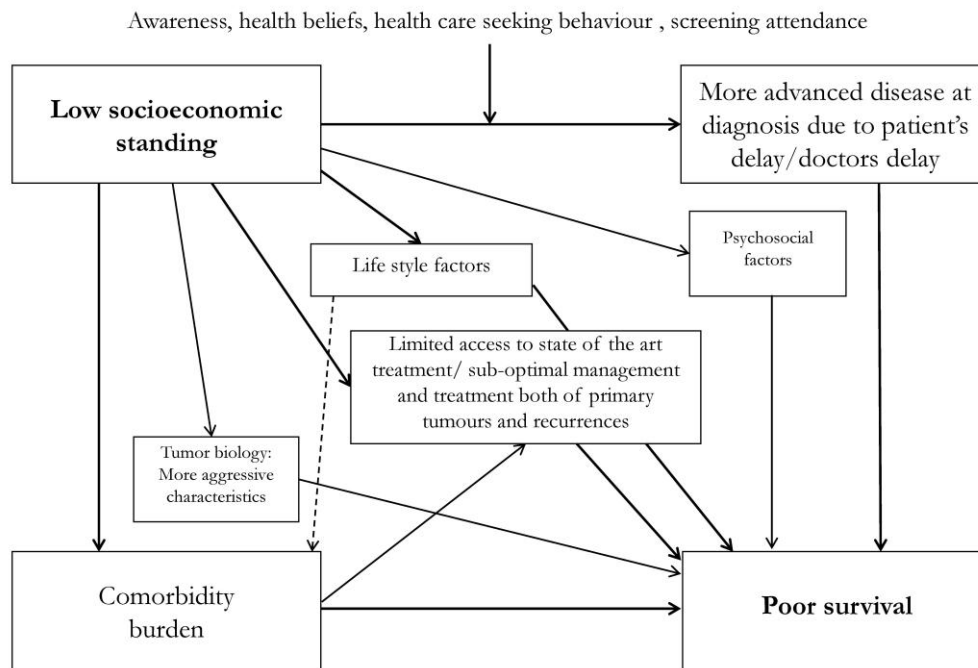 Awareness, health beliefs, health care seeking behaviour , screening attendance
Low socioeconomic
standing
More advanced disease at
diagnosis due to patient's
delay/doctors delay
Psychosocial
factors
Life style factors
Limited access to state of the art
treatment/ sub-optimal management
and treatment both of primary
tumours and recurrences
Tumor biology:
More aggressive
characteristics
Comorbidity
burden
Poor survival